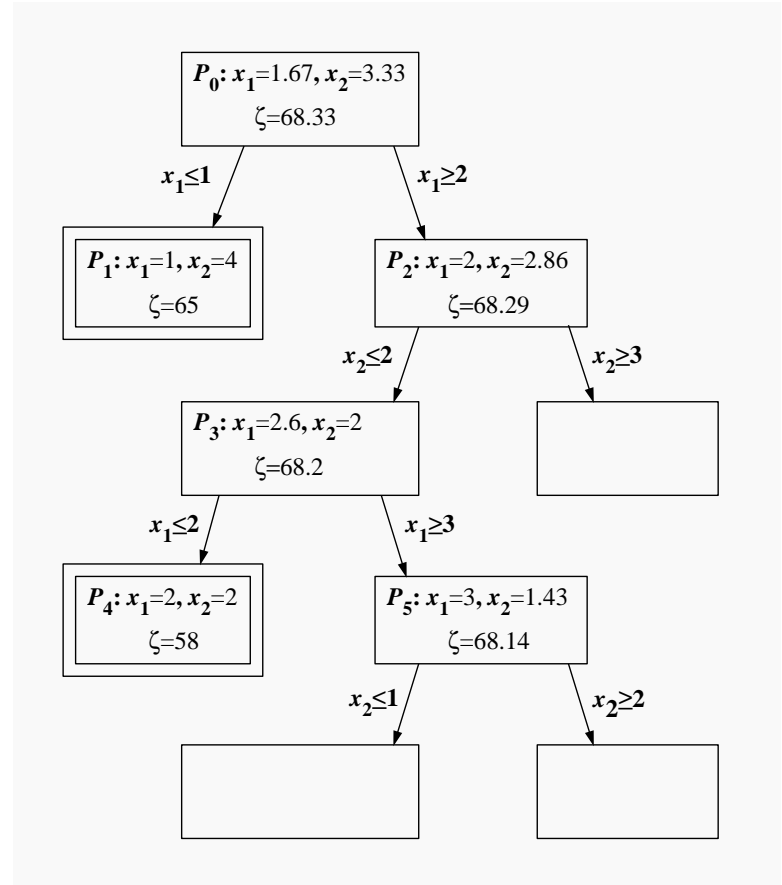 P0: x1=1.67, x2=3.33
ζ=68.33
x1≤1
x1≥2
P1: x1=1, x2=4
ζ=65
P2: x1=2, x2=2.86
ζ=68.29
x2≤2
x2≥3
P3: x1=2.6, x2=2
ζ=68.2
x1≤2
x1≥3
P4: x1=2, x2=2
ζ=58
P5: x1=3, x2=1.43
ζ=68.14
x2≤1
x2≥2